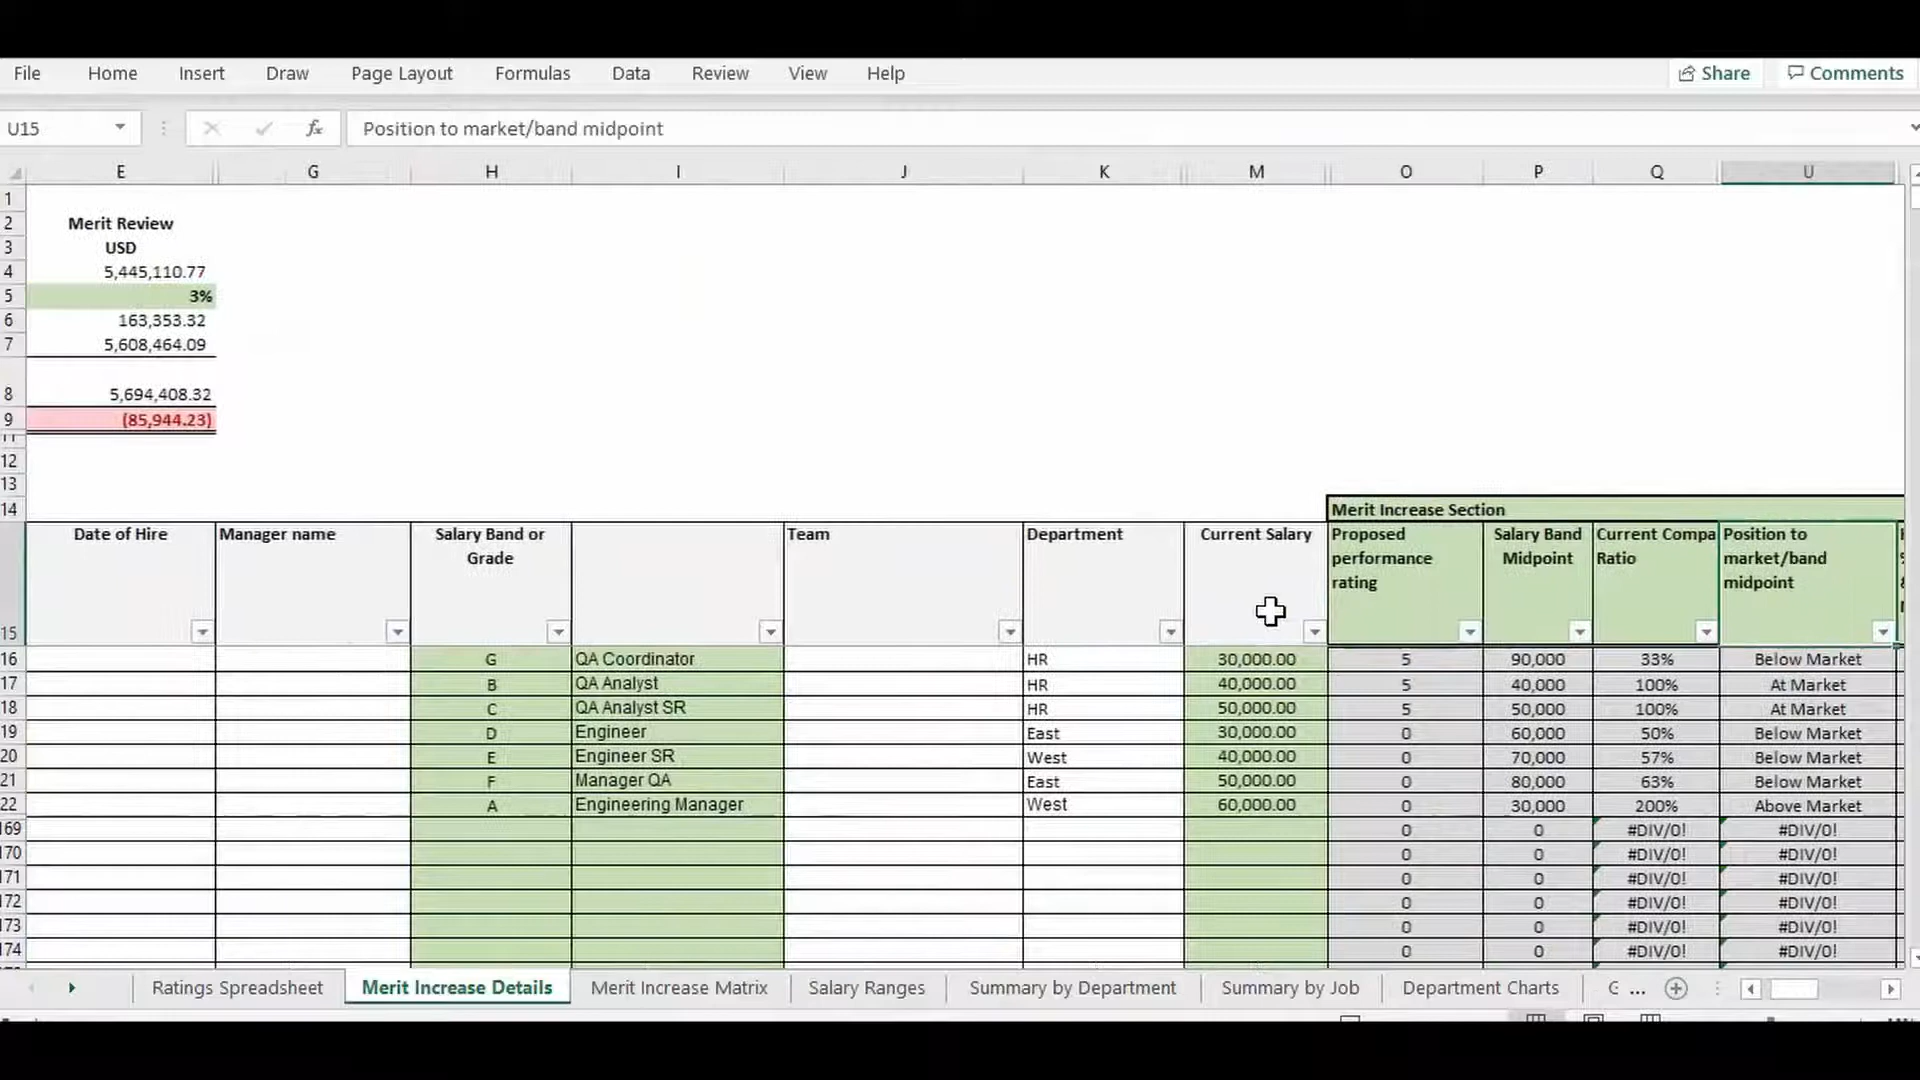 File Home Insert Draw Page Layout Formulas Data Review View Help Share Comments
U15 fx Position to market/band midpoint
E G H I J K M O P Q U
1
2 Merit Review
3 USD
4 5,445,110.77
5 3%
6 163,353.32
7 5,608,464.09
8 5,694,408.32
9 (85,944.23)
11
12
13
14 Merit Increase Section
Date of Hire Manager name Salary Band or Team Department Current Salary Proposed Salary Band Current Compa Position to
Grade performance Midpoint Ratio market/band
rating midpoint
15
16 G QA Coordinator HR 30,000.00 5 90,000 33% Below Market
17 B QA Analyst HR 40,000.00 5 40,000 100% At Market
18 C QA Analyst SR HR 50,000.00 5 50,000 100% At Market
19 D Engineer East 30,000.00 0 60,000 50% Below Market
20 E Engineer SR West 40,000.00 0 70,000 57% Below Market
21 F Manager QA East 50,000.00 0 80,000 63% Below Market
22 A Engineering Manager West 60,000.00 0 30,000 200% Above Market
169 0 0 #DIV/0! #DIV/0!
170 0 0 #DIV/0! #DIV/0!
171 0 0 #DIV/0! #DIV/0!
172 0 0 #DIV/0! #DIV/0!
173 0 0 #DIV/0! #DIV/0!
174 0 0 #DIV/0! #DIV/0!
Ratings Spreadsheet Merit Increase Details Merit Increase Matrix Salary Ranges Summary by Department Summary by Job Department Charts G ...